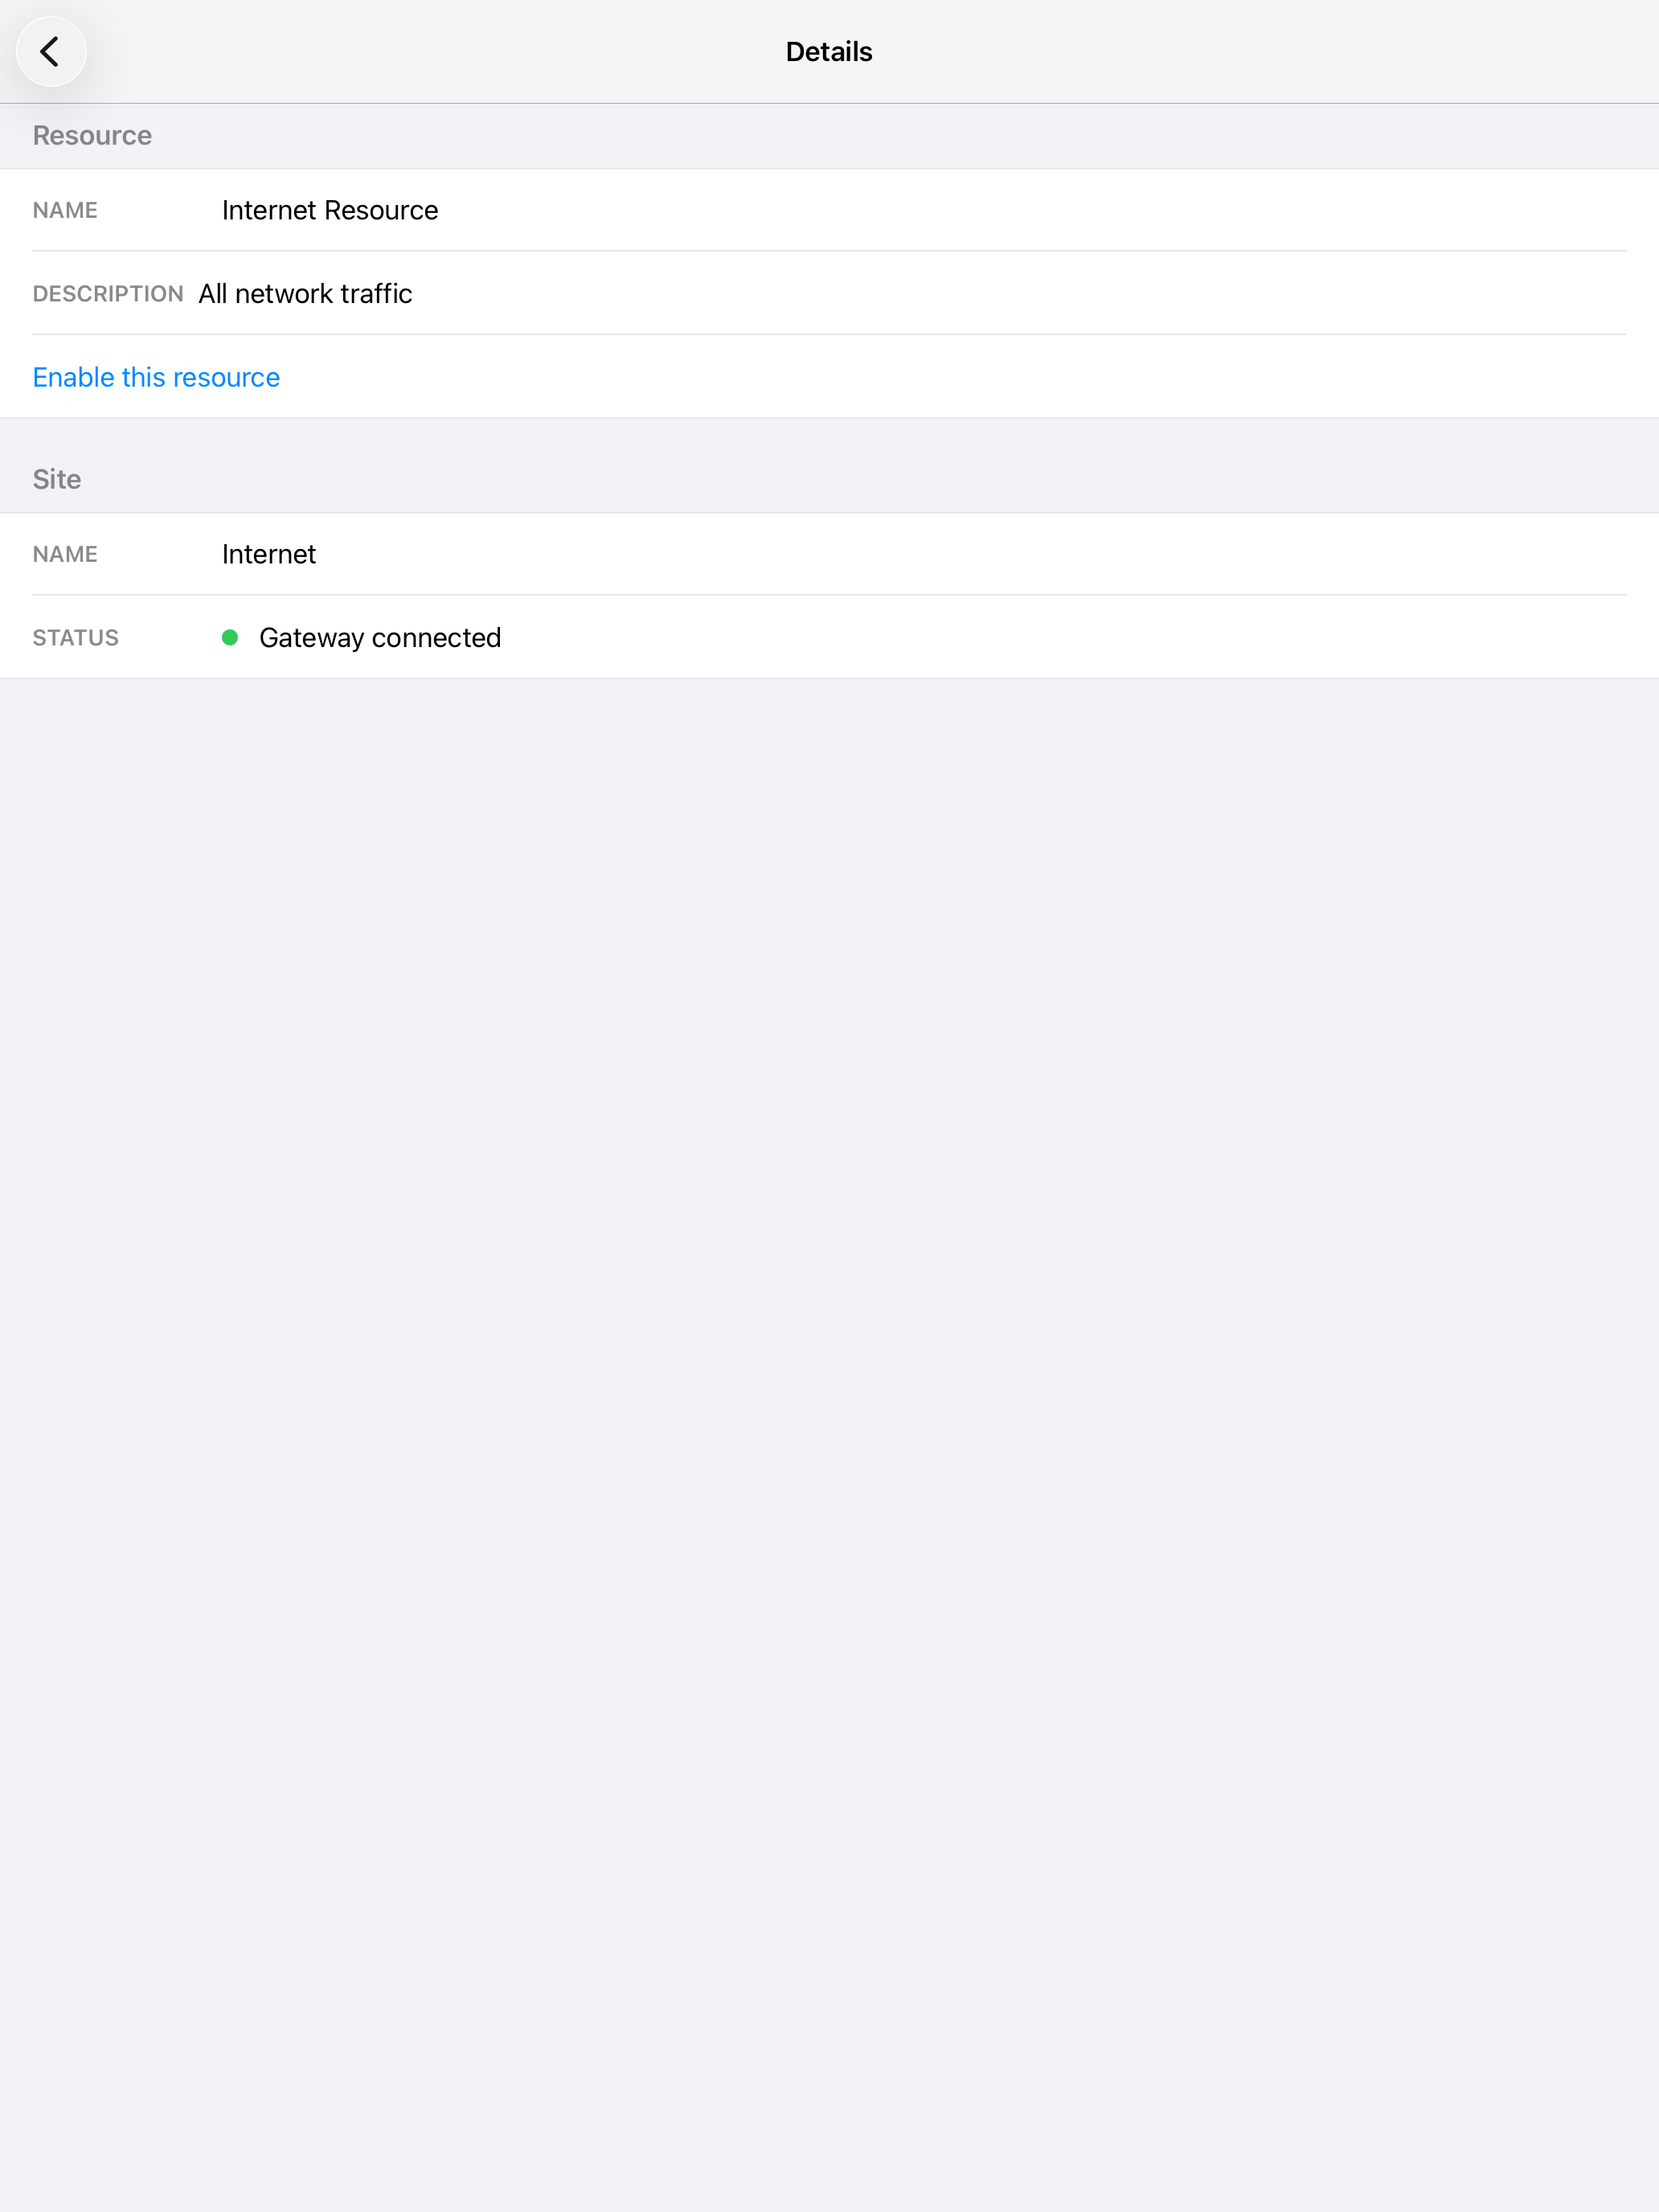 Details
Resource
NAME Internet Resource
DESCRIPTION All network traffic
Enable this resource
Site
NAME Internet
STATUS Gateway connected